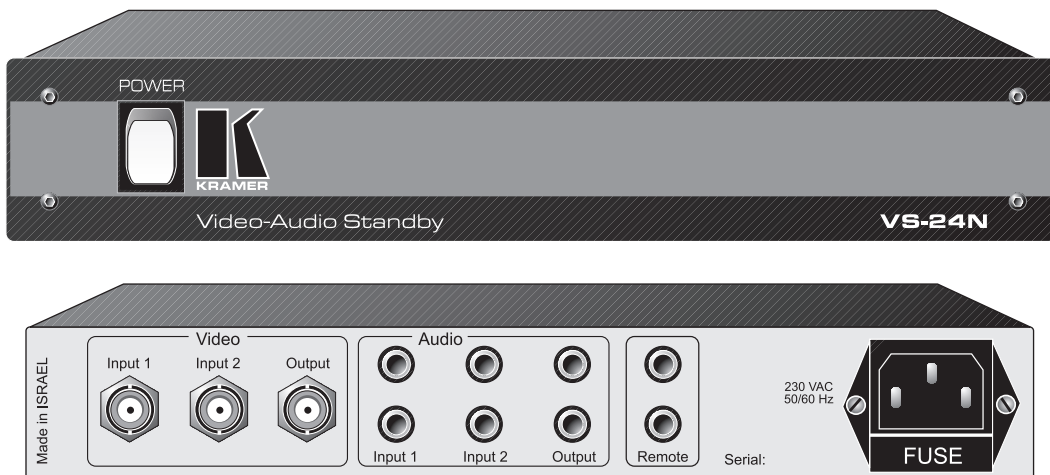 POWER
KRAMER
Video-Audio Standby
VS-24N
Video
Audio
Input 1
Input 2
Output
Made in ISRAEL
230 VAC
50/60 Hz
Input 1
Input 2
Output
Remote
Serial:
FUSE